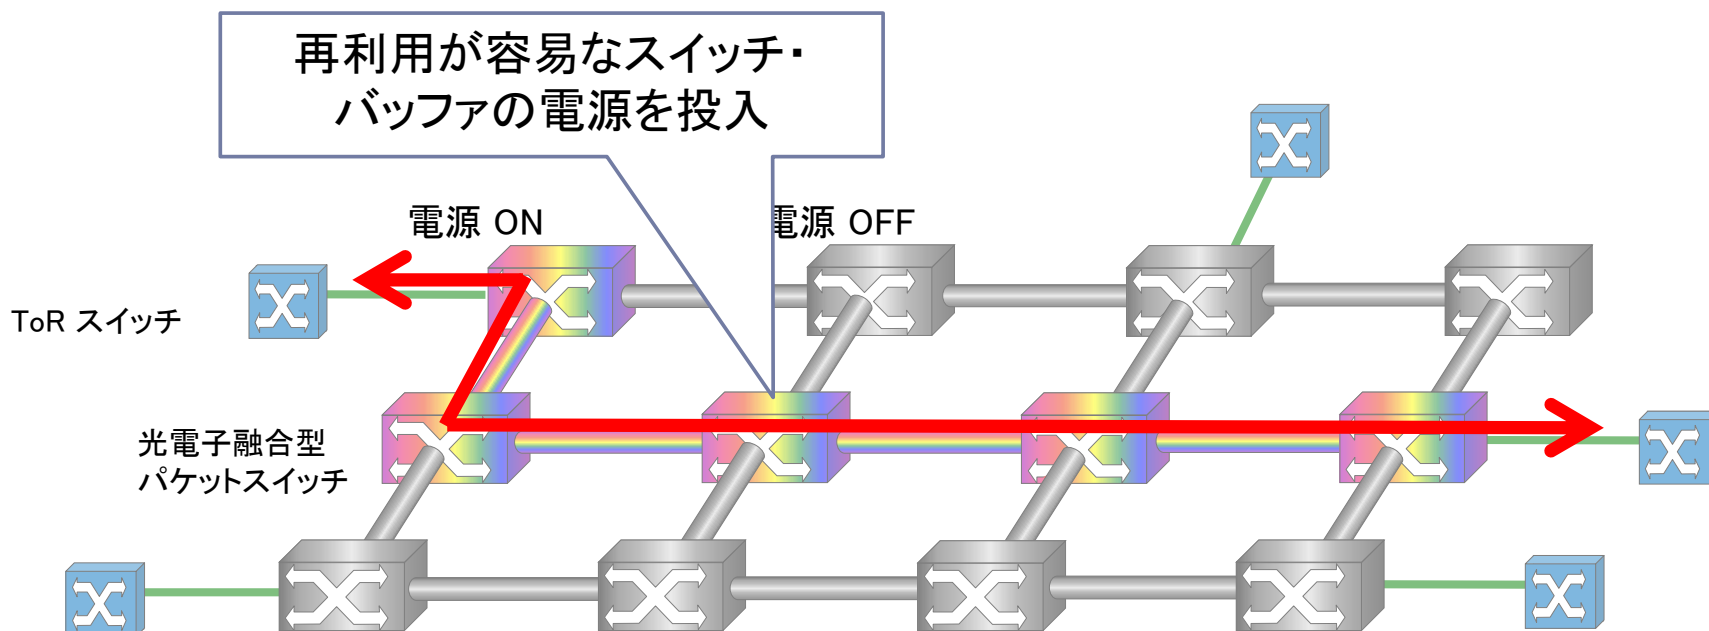 再利用が容易なスイッチ・
バッファの電源を投入
電源 ON
電源 OFF
ToR スイッチ
光電子融合型
パケットスイッチ